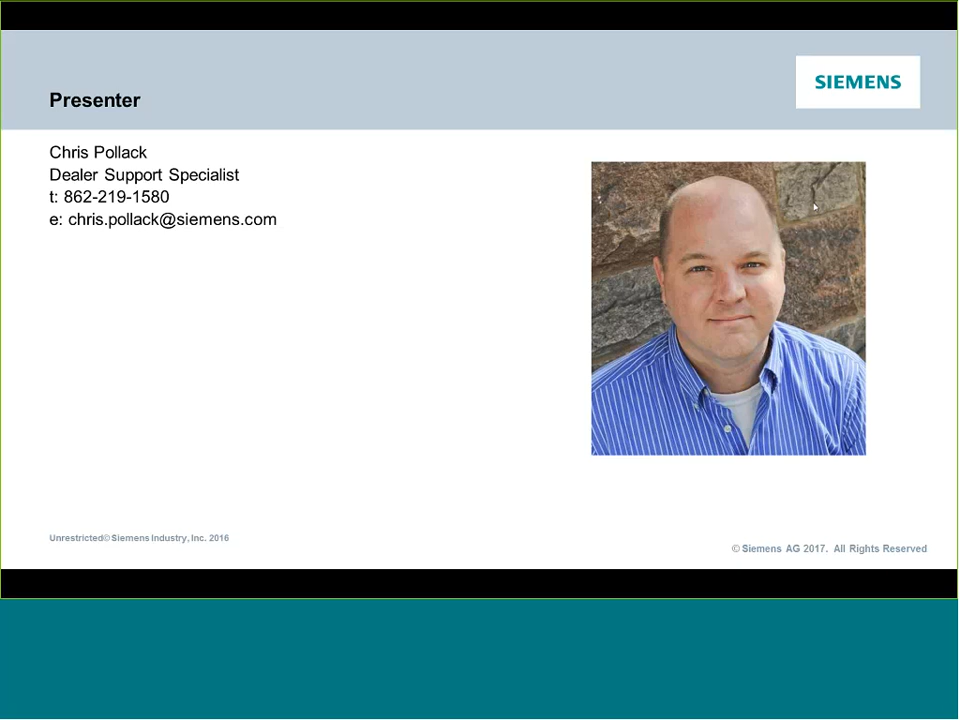 SIEMENS
Presenter
Chris Pollack
Dealer Support Specialist
t: 862-219-1580
e: chris.pollack@siemens.com
Unrestricted© Siemens Industry, Inc. 2016
© Siemens AG 2017. All Rights Reserved